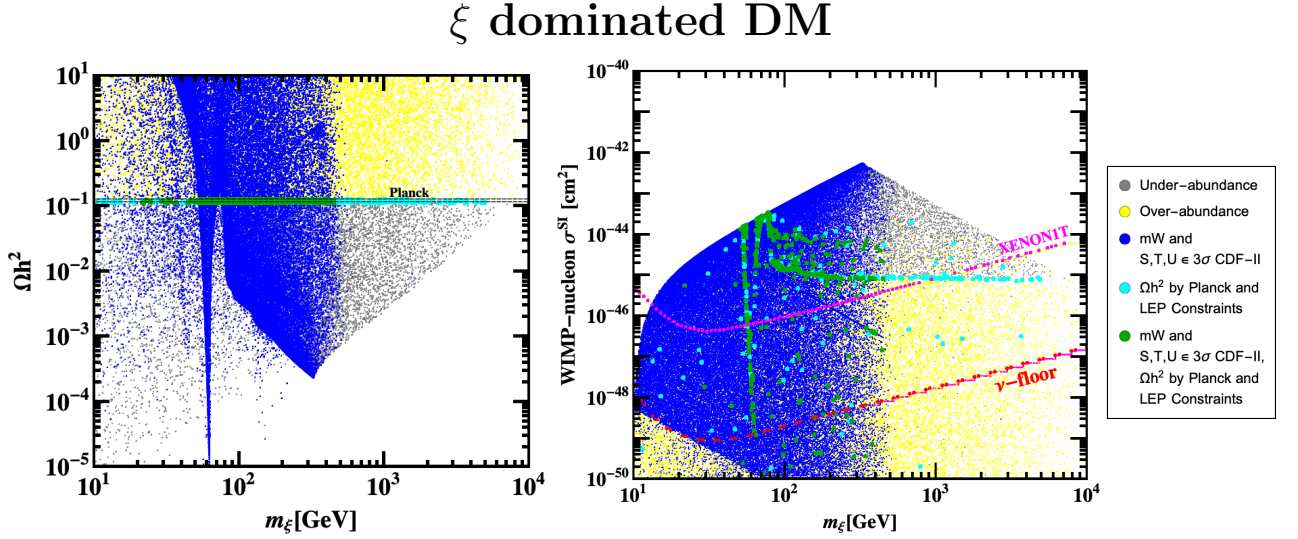 ξ dominated DM
10¹
10⁰
10⁻¹
10⁻²
10⁻³
10⁻⁴
10⁻⁵
Ωh²
Planck
10¹ 10² 10³ 10⁴
m_ξ[GeV]
10⁻⁴⁰
10⁻⁴²
10⁻⁴⁴
10⁻⁴⁶
10⁻⁴⁸
10⁻⁵⁰
WIMP−nucleon σ^SI [cm²]
XENON1T
ν−floor
10¹ 10² 10³ 10⁴
m_ξ[GeV]
Under−abundance
Over−abundance
mW and
S,T,U ∈ 3σ CDF−II
Ωh² by Planck and
LEP Constraints
mW and
S,T,U ∈ 3σ CDF−II,
Ωh² by Planck and
LEP Constraints